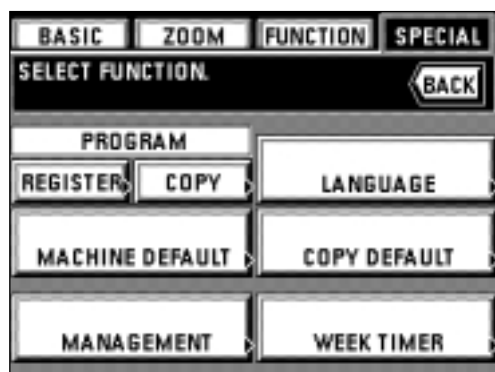 BASIC ZOOM FUNCTION SPECIAL
SELECT FUNCTION.
BACK
PROGRAM
REGISTER COPY LANGUAGE
MACHINE DEFAULT COPY DEFAULT
MANAGEMENT WEEK TIMER